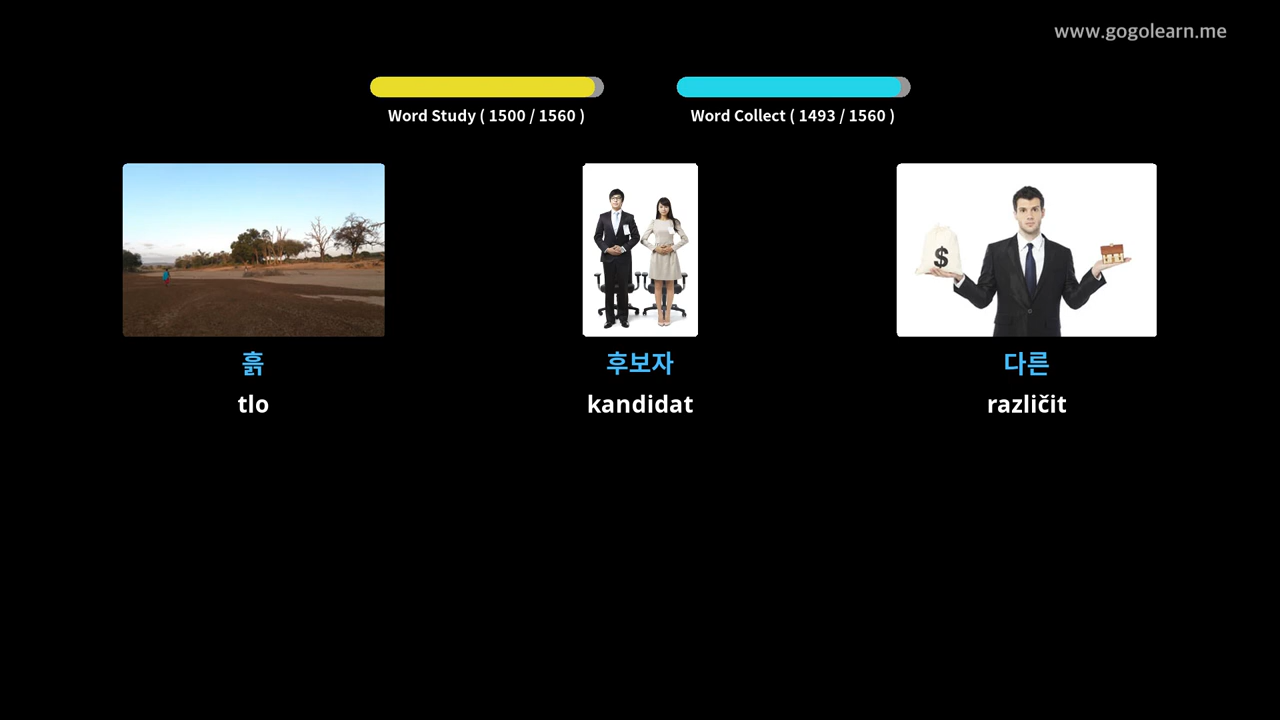 www.gogolearn.me
Word Study ( 1500 / 1560 )
Word Collect ( 1493 / 1560 )
$
흙
후보자
다른
tlo
kandidat
različit